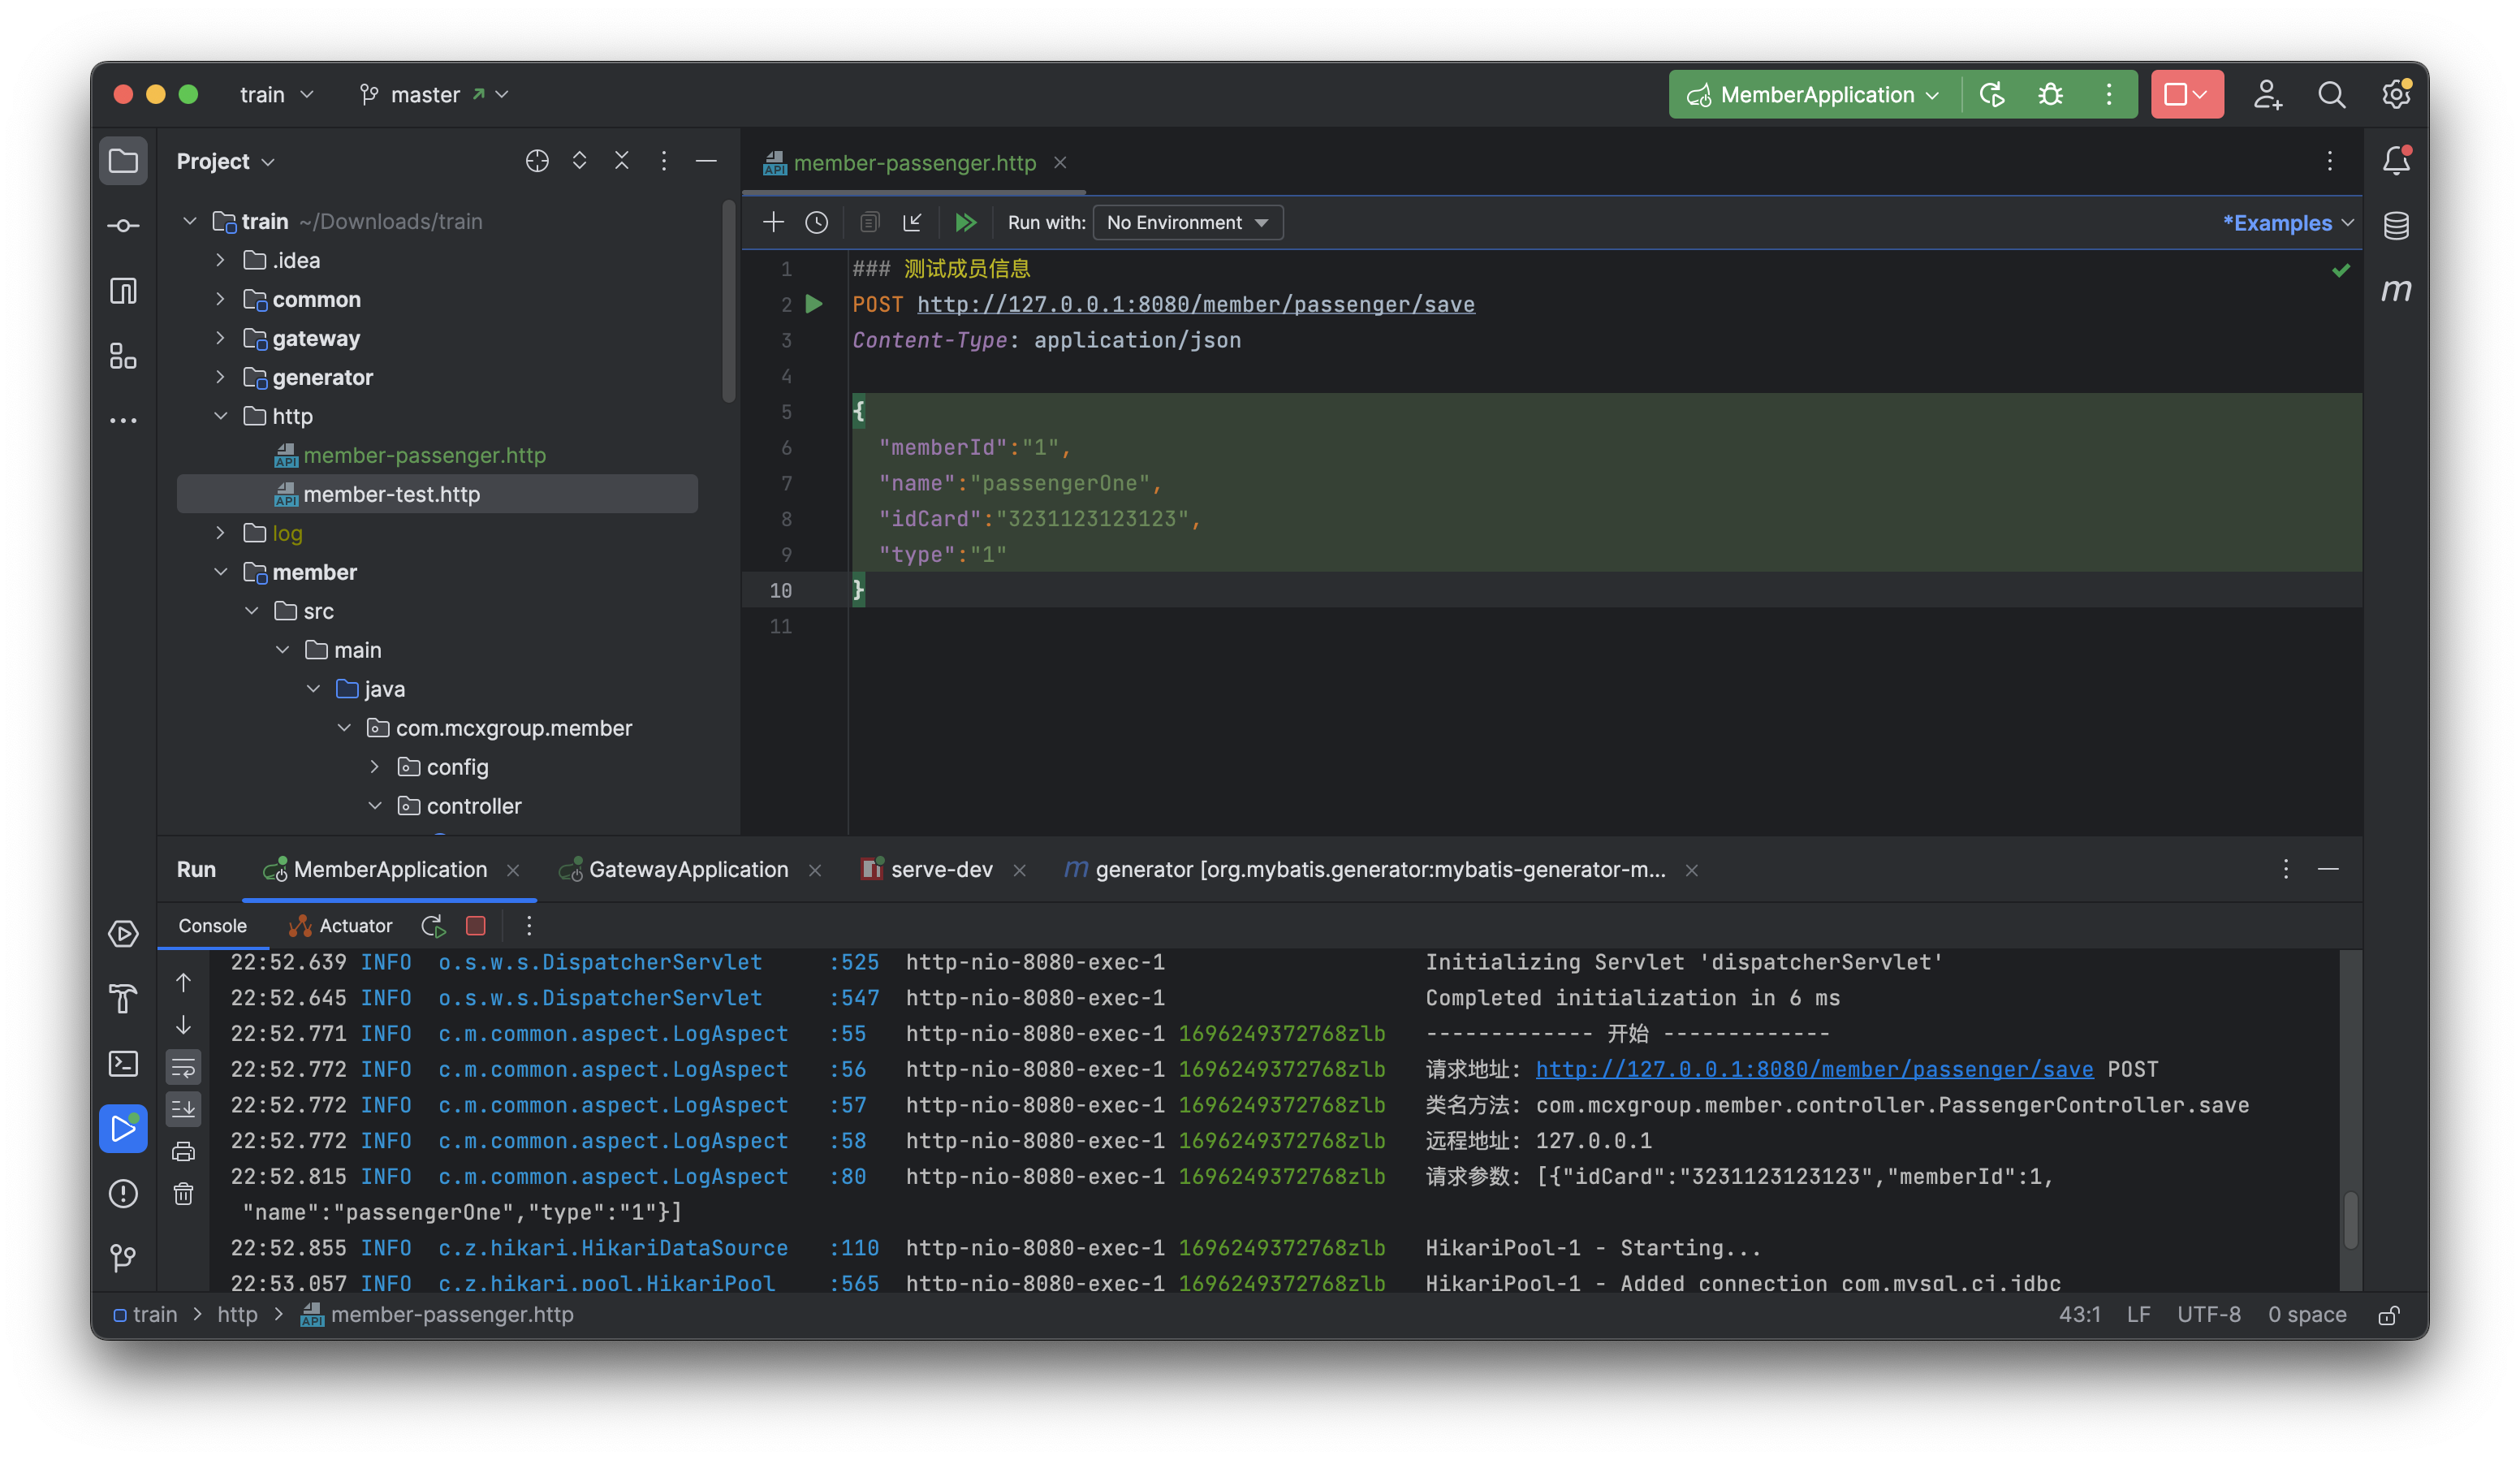 train
master
MemberApplication
Project
train ~/Downloads/train
.idea
common
gateway
generator
http
API member-passenger.http
API member-test.http
log
member
src
main
java
com.mcxgroup.member
config
controller
API member-passenger.http
Run with: No Environment
*Examples
1 ### 测试成员信息
2 POST http://127.0.0.1:8080/member/passenger/save
3 Content-Type: application/json
4
5 {
6 "memberId":"1",
7 "name":"passengerOne",
8 "idCard":"3231123123123",
9 "type":"1"
10 }
11
m
Run MemberApplication GatewayApplication serve-dev m generator [org.mybatis.generator:mybatis-generator-m...
Console Actuator
22:52.639 INFO o.s.w.s.DispatcherServlet :525 http-nio-8080-exec-1 Initializing Servlet 'dispatcherServlet'
22:52.645 INFO o.s.w.s.DispatcherServlet :547 http-nio-8080-exec-1 Completed initialization in 6 ms
22:52.771 INFO c.m.common.aspect.LogAspect :55 http-nio-8080-exec-1 1696249372768zlb ------------- 开始 -------------
22:52.772 INFO c.m.common.aspect.LogAspect :56 http-nio-8080-exec-1 1696249372768zlb 请求地址: http://127.0.0.1:8080/member/passenger/save POST
22:52.772 INFO c.m.common.aspect.LogAspect :57 http-nio-8080-exec-1 1696249372768zlb 类名方法: com.mcxgroup.member.controller.PassengerController.save
22:52.772 INFO c.m.common.aspect.LogAspect :58 http-nio-8080-exec-1 1696249372768zlb 远程地址: 127.0.0.1
22:52.815 INFO c.m.common.aspect.LogAspect :80 http-nio-8080-exec-1 1696249372768zlb 请求参数: [{"idCard":"3231123123123","memberId":1,
"name":"passengerOne","type":"1"}]
22:52.855 INFO c.z.hikari.HikariDataSource :110 http-nio-8080-exec-1 1696249372768zlb HikariPool-1 - Starting...
22:53.057 INFO c.z.hikari.pool.HikariPool :565 http-nio-8080-exec-1 1696249372768zlb HikariPool-1 - Added connection com.mysql.cj.jdbc
train > http > API member-passenger.http
43:1 LF UTF-8 0 space